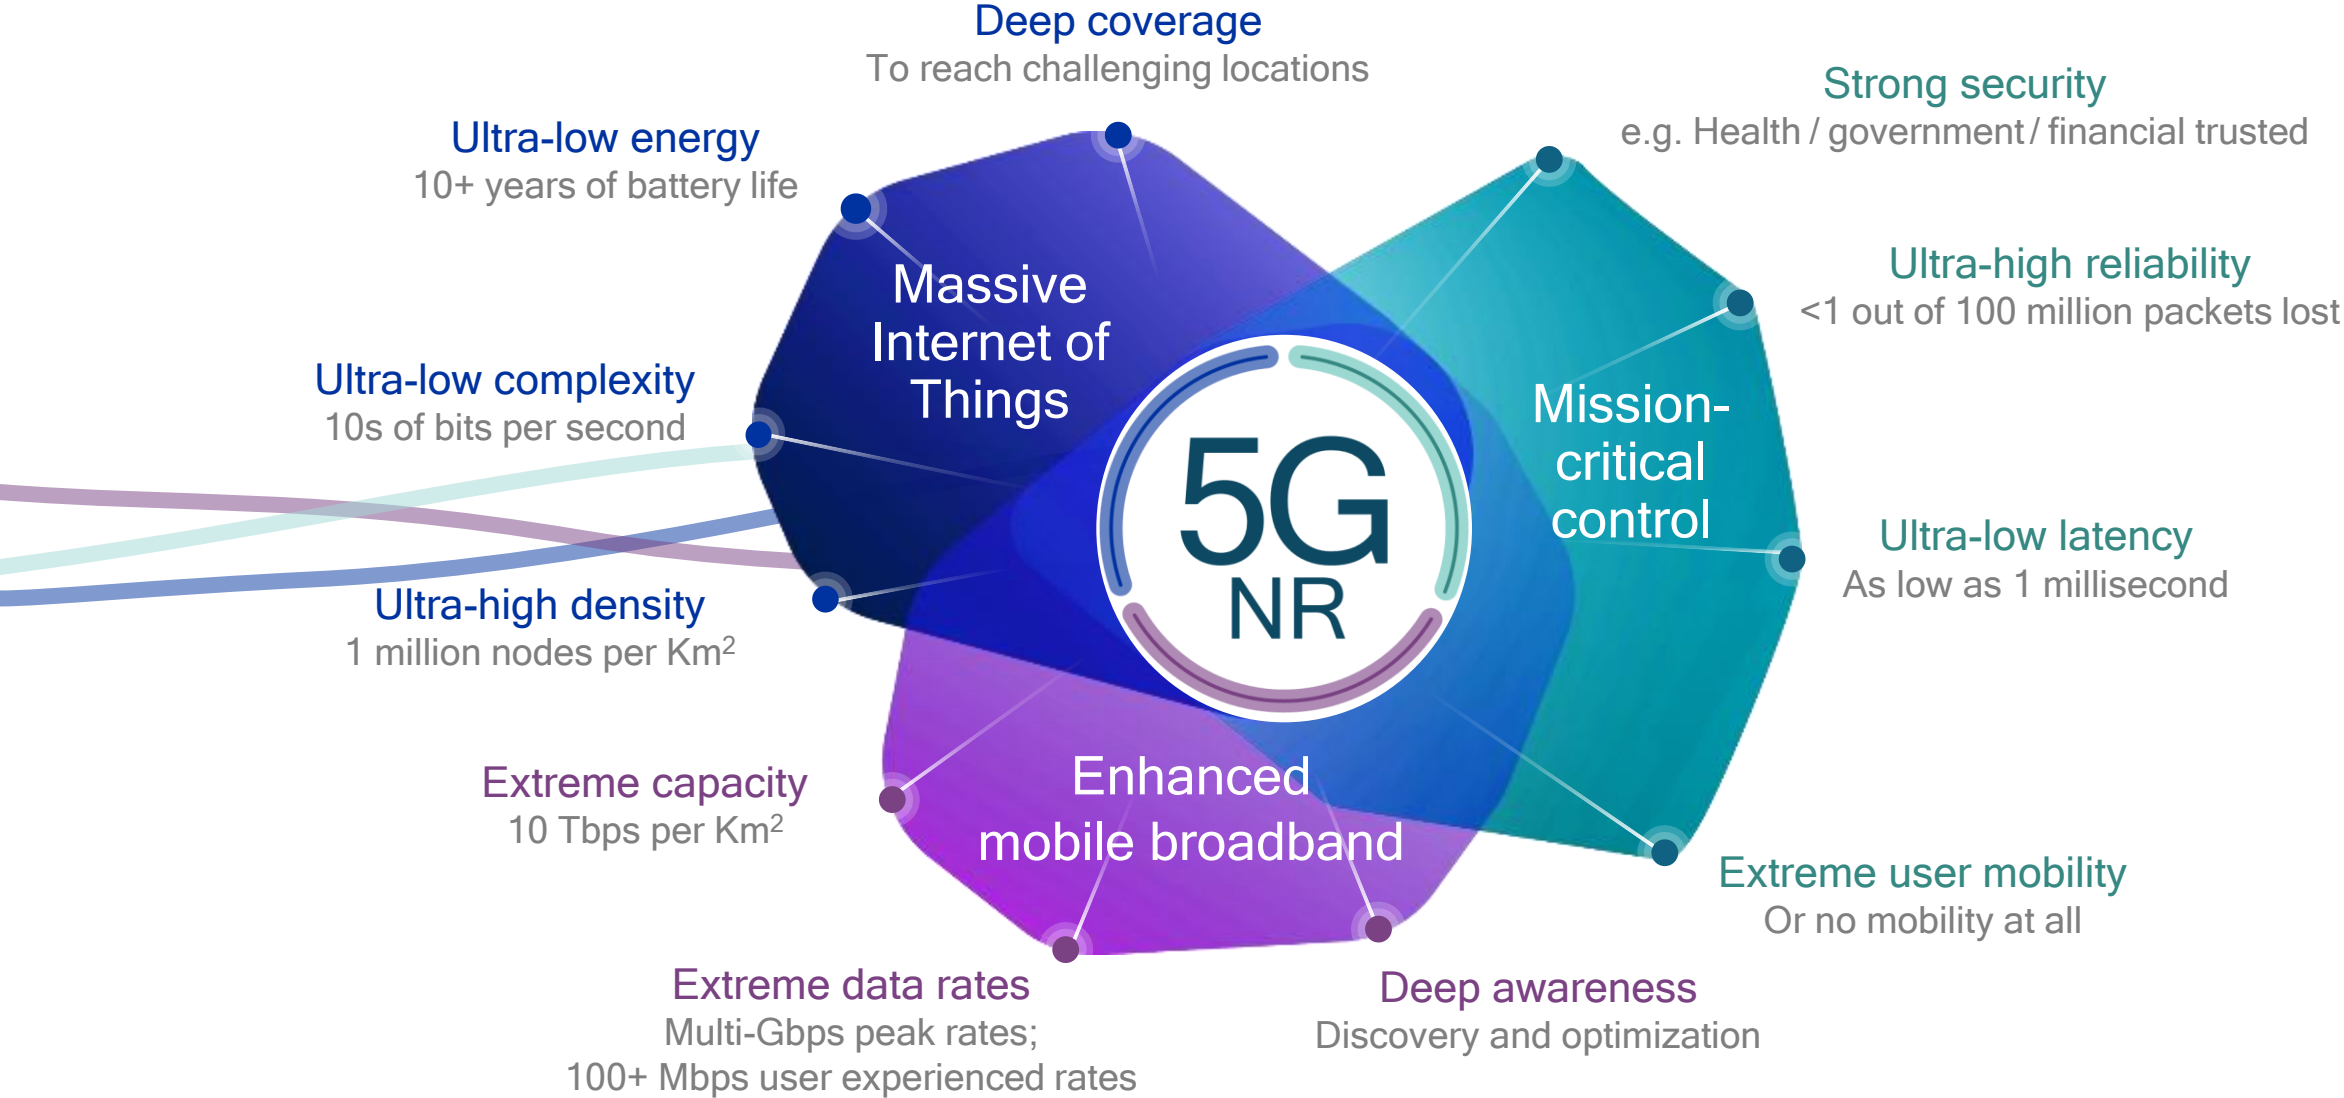 Deep coverage
To reach challenging locations
Strong security
e.g. Health / government / financial trusted
Ultra-low energy
10+ years of battery life
Ultra-high reliability
<1 out of 100 million packets lost
Massive
Internet of
Things
Ultra-low complexity
10s of bits per second
Mission-
critical
control
5G
NR
Ultra-low latency
As low as 1 millisecond
Ultra-high density
1 million nodes per Km²
Extreme capacity
10 Tbps per Km²
Enhanced
mobile broadband
Extreme user mobility
Or no mobility at all
Extreme data rates
Multi-Gbps peak rates;
100+ Mbps user experienced rates
Deep awareness
Discovery and optimization